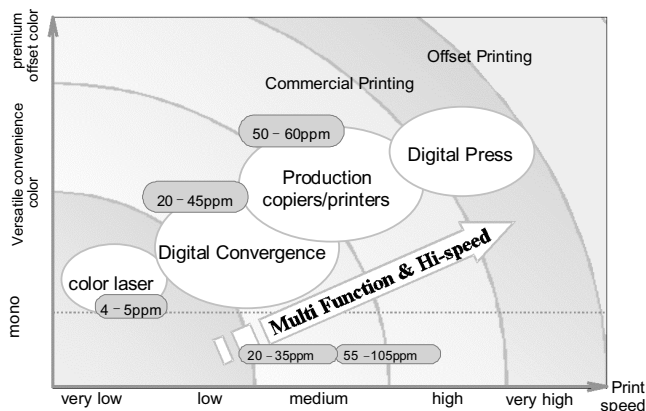 premium
offset color
Versatile convenience
color
mono
Offset Printing
Commercial Printing
50 – 60ppm
Digital Press
Production
copiers/printers
20 – 45ppm
Digital Convergence
color laser
4 – 5ppm
Multi Function & Hi-speed
20 – 35ppm
55 – 105ppm
very low
low
medium
high
very high
Print
speed